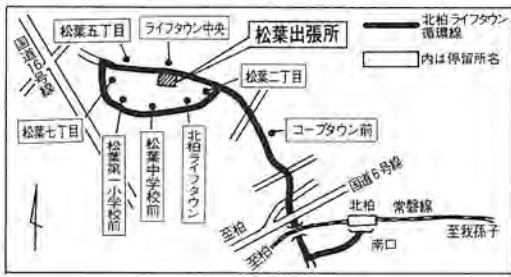 国道16号線
松葉五丁目
ライフタウン中央
松葉出張所
北柏ライフタウン
循環線
内は停留所名
松葉二丁目
松葉七丁目
松葉第一小学校前
松葉中学校前
北柏ライフタウン
コープタウン前
国道6号線
至柏
至柏
北柏
常磐線
南口
至我孫子